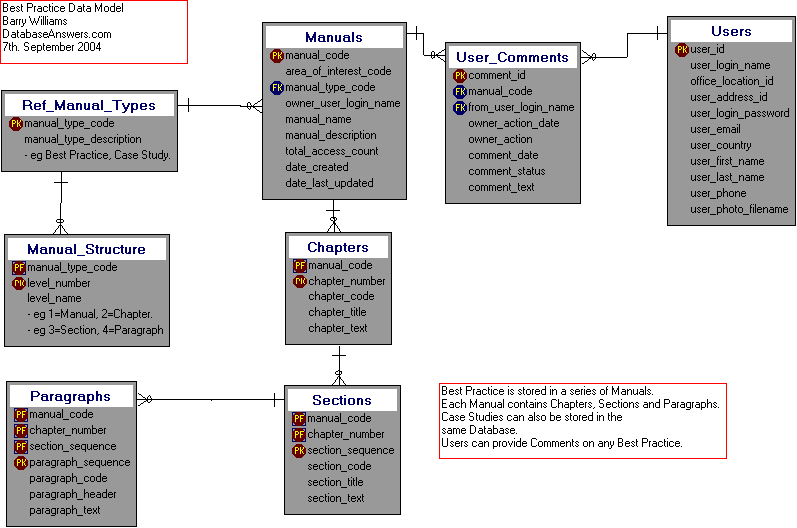 Best Practice Data Model
Barry Williams
DatabaseAnswers.com
7th. September 2004
Manuals
PK manual_code
area_of_interest_code
FK manual_type_code
owner_user_login_name
manual_name
manual_description
total_access_count
date_created
date_last_updated
User_Comments
PK comment_id
FK manual_code
FK from_user_login_name
owner_action_date
owner_action
comment_date
comment_status
comment_text
Users
PK user_id
user_login_name
office_location_id
user_address_id
user_login_password
user_email
user_country
user_first_name
user_last_name
user_phone
user_photo_filename
Ref_Manual_Types
PK manual_type_code
manual_type_description
- eg Best Practice, Case Study.
Manual_Structure
PF manual_type_code
PK level_number
level_name
- eg 1=Manual, 2=Chapter.
- eg 3=Section, 4=Paragraph
Chapters
PF manual_code
PK chapter_number
chapter_code
chapter_title
chapter_text
Paragraphs
PF manual_code
PF chapter_number
PF section_sequence
PK paragraph_sequence
paragraph_code
paragraph_header
paragraph_text
Sections
PF manual_code
PF chapter_number
PK section_sequence
section_code
section_title
section_text
Best Practice is stored in a series of Manuals.
Each Manual contains Chapters, Sections and Paragraphs.
Case Studies can also be stored in the
same Database.
Users can provide Comments on any Best Practice.